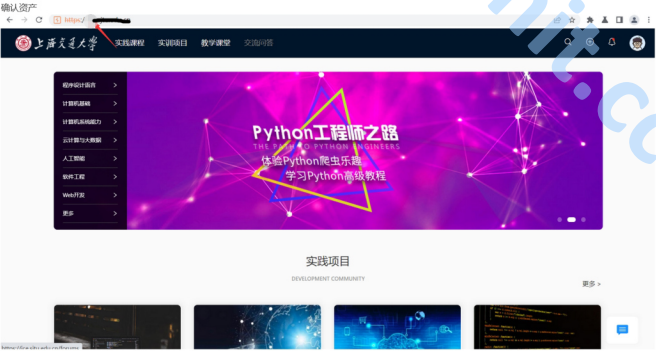 确认资产
https:/
上海交通大学
实践课程 实训项目 教学课堂 交流问答
程序设计语言
计算机基础
计算机系统能力
云计算与大数据
人工智能
软件工程
Web开发
更多
Python工程师之路
THE PATH TO PYTHON ENGINEERS
体验Python爬虫乐趣
学习Python高级教程
实践项目
DEVELOPMENT COMMUNITY
更多 >